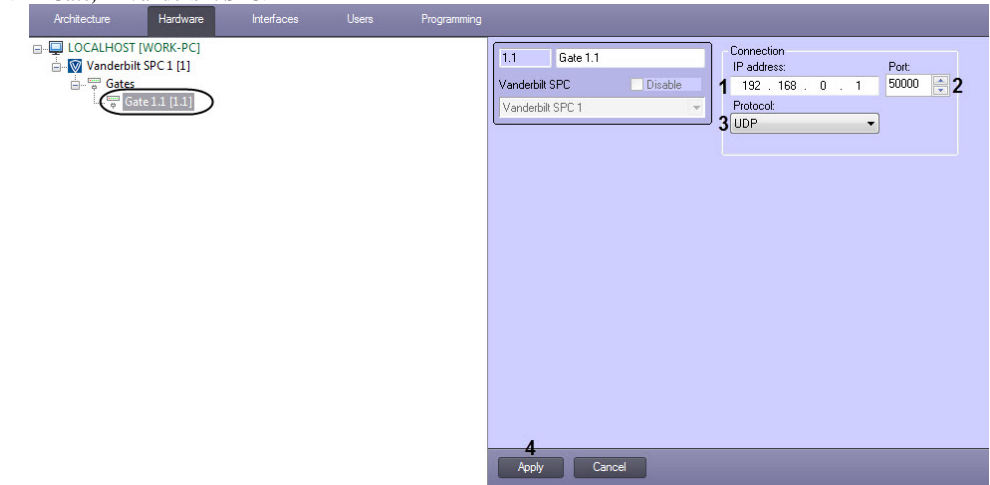 Architecture Hardware Interfaces Users Programming
LOCALHOST [WORK-PC]
Vanderbilt SPC 1 [1]
Gates
Gate 1.1 [1.1]
1.1 Gate 1.1
Vanderbilt SPC Disable
Vanderbilt SPC 1
Connection
IP address: Port:
1 192 . 168 . 0 . 1 50000 2
Protocol:
3 UDP
4
Apply Cancel